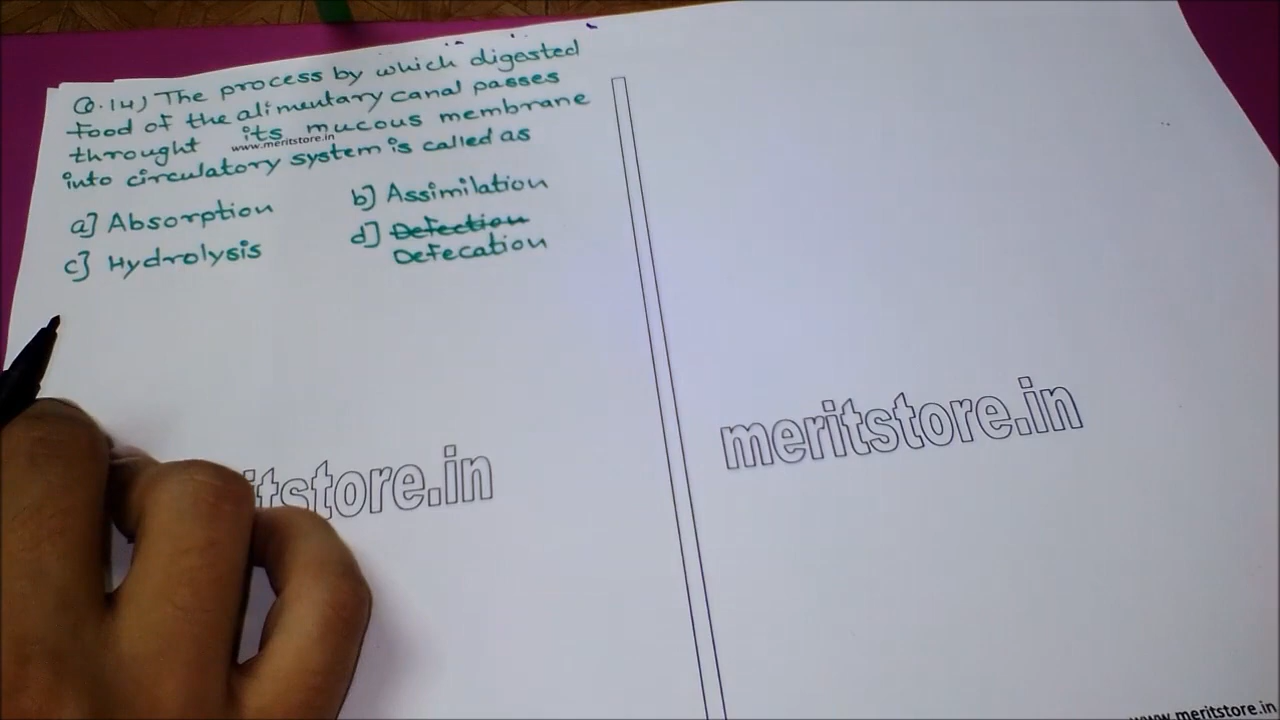 Q.14) The process by which digested
food of the alimentary canal passes
throught its mucous membrane
www.meritstore.in
into circulatory system is called as
a] Absorption b] Assimilation
c] Hydrolysis d] Defection
Defecation
itstore.in
meritstore.in
www.meritstore.in